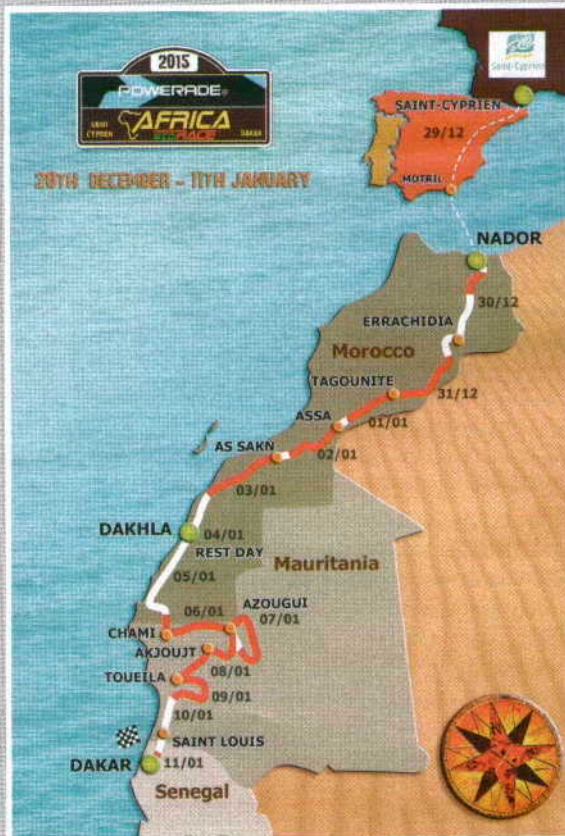 2015
POWERADE®
SAINT
CYPRIEN
AFRICA
ECO RACE
DAKAR
28TH DECEMBER - 11TH JANUARY
Saint-Cyprien
SAINT-CYPRIEN
29/12
MOTRIL
NADOR
30/12
ERRACHIDIA
Morocco
TAGOUNITE
31/12
ASSA
01/01
AS SAKN
02/01
03/01
DAKHLA
04/01
REST DAY
Mauritania
05/01
06/01
AZOUGUI
07/01
CHAMI
AKJOUJT
08/01
TOUEILA
09/01
10/01
SAINT LOUIS
DAKAR
11/01
Senegal